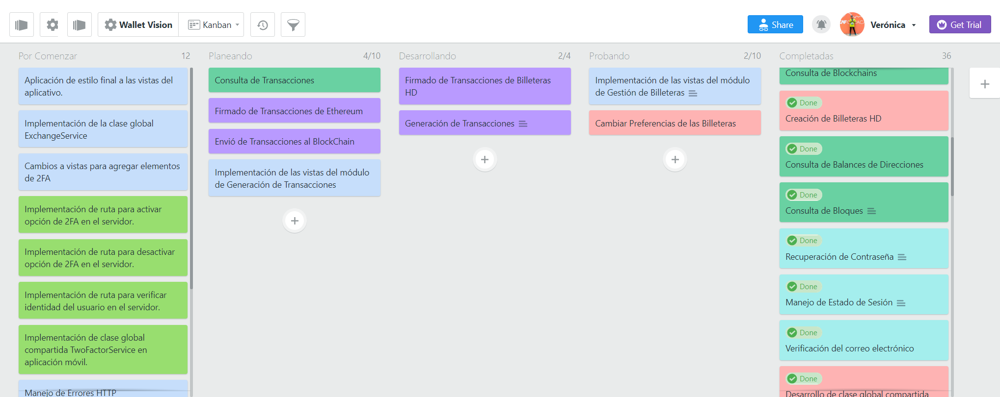 Wallet Vision
Kanban
Share
Verónica
Get Trial
Por Comenzar 12
Aplicación de estilo final a las vistas del
aplicativo.
Implementación de la clase global
ExchangeService
Cambios a vistas para agregar elementos
de 2FA
Implementación de ruta para activar
opción de 2FA en el servidor.
Implementación de ruta para desactivar
opción de 2FA en el servidor.
Implementación de ruta para verificar
identidad del usuario en el servidor.
Implementación de clase global
compartida TwoFactorService en
aplicación móvil.
Manejo de Errores HTTP
Planeando 4/10
Consulta de Transacciones
Firmado de Transacciones de Ethereum
Envió de Transacciones al BlockChain
Implementación de las vistas del módulo
de Generación de Transacciones
Desarrollando 2/4
Firmado de Transacciones de Billeteras
HD
Generación de Transacciones
Probando 2/10
Implementación de las vistas del módulo
de Gestión de Billeteras
Cambiar Preferencias de las Billeteras
Completadas 36
Consulta de Blockchains
Done
Creación de Billeteras HD
Done
Consulta de Balances de Direcciones
Done
Consulta de Bloques
Done
Recuperación de Contraseña
Done
Manejo de Estado de Sesión
Done
Verificación del correo electrónico
Done
Desarrollo de clase global compartida